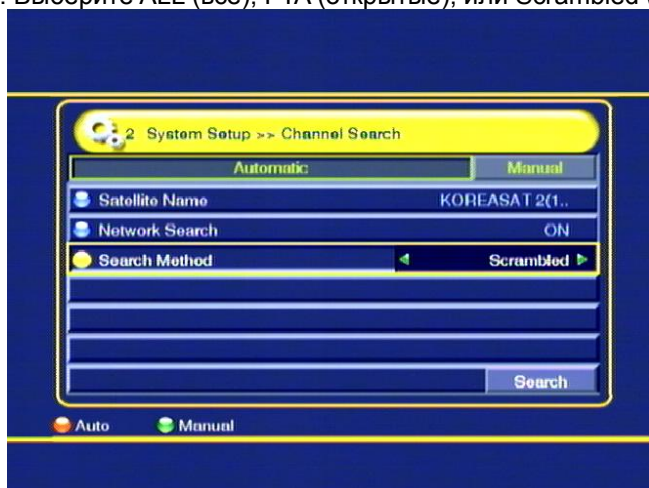 . Выберите ALL (все), FTA (открытые), или Scrambled
2 System Setup >> Channel Search
Automatic Manual
Satellite Name KOREASAT 2(1..
Network Search ON
Search Method Scrambled
Search
Auto Manual